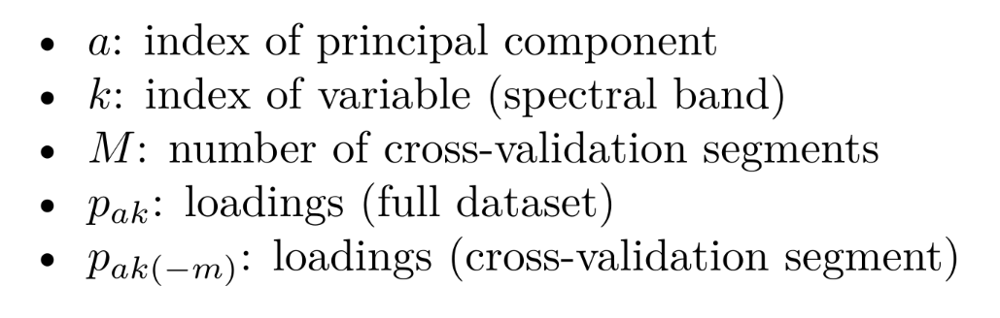 • a: index of principal component
• k: index of variable (spectral band)
• M: number of cross-validation segments
• p_{ak}: loadings (full dataset)
• p_{ak(−m)}: loadings (cross-validation segment)